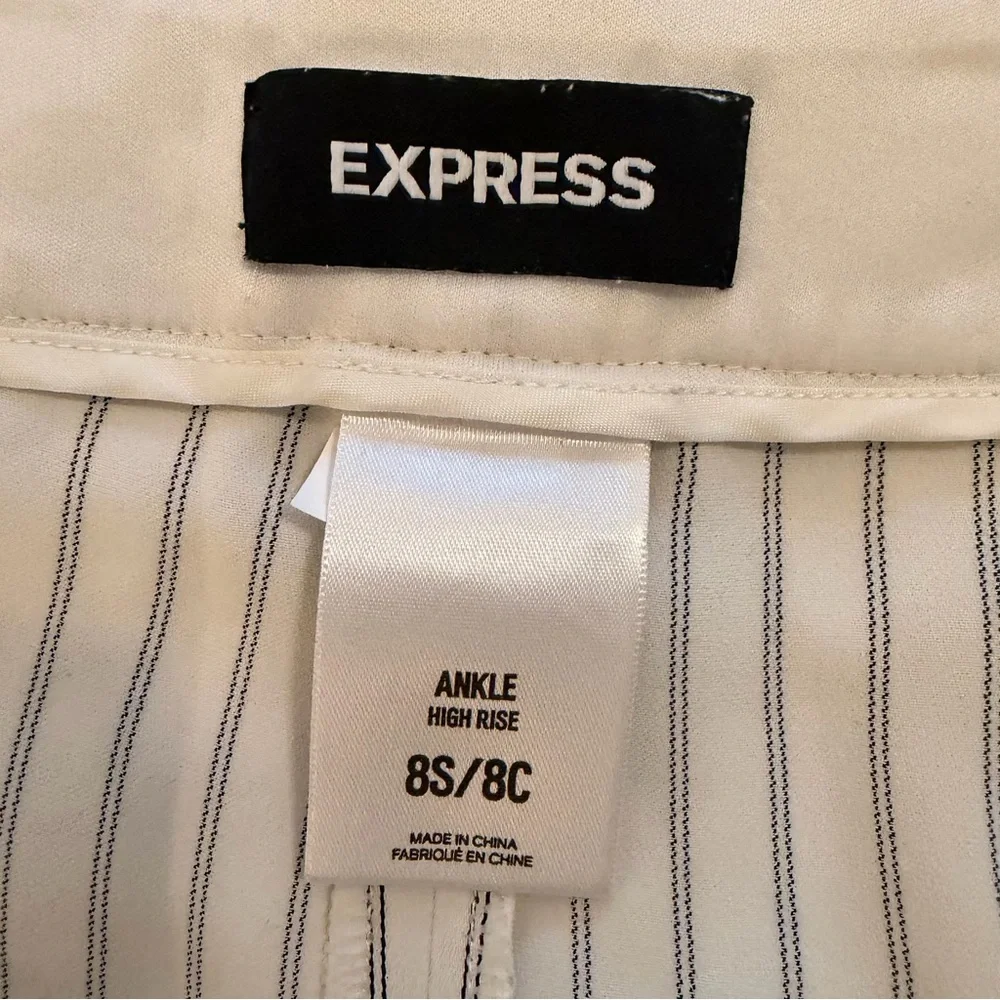 EXPRESS
ANKLE
HIGH RISE
8S/8C
MADE IN CHINA
FABRIQUÉ EN CHINE